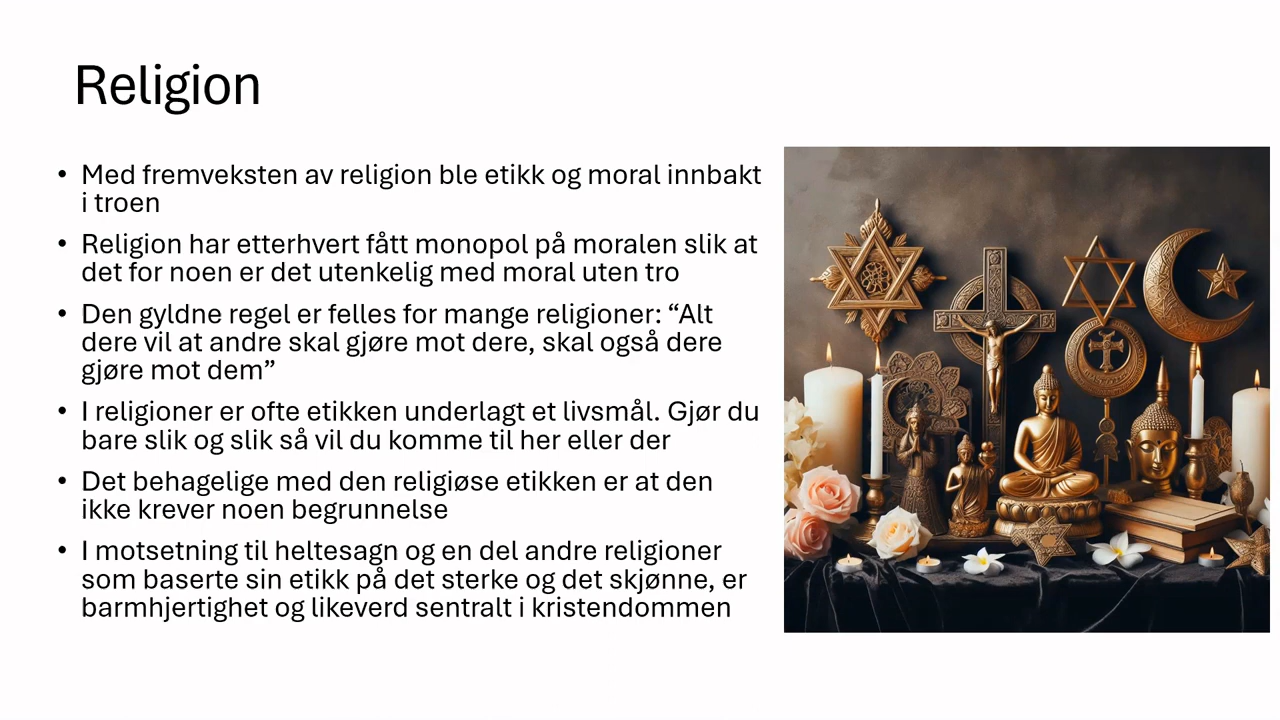 Religion
• Med fremveksten av religion ble etikk og moral innbakt
i troen
• Religion har etterhvert fått monopol på moralen slik at
det for noen er det utenkelig med moral uten tro
• Den gyldne regel er felles for mange religioner: “Alt
dere vil at andre skal gjøre mot dere, skal også dere
gjøre mot dem”
• I religioner er ofte etikken underlagt et livsmål. Gjør du
bare slik og slik så vil du komme til her eller der
• Det behagelige med den religiøse etikken er at den
ikke krever noen begrunnelse
• I motsetning til heltesagn og en del andre religioner
som baserte sin etikk på det sterke og det skjønne, er
barmhjertighet og likeverd sentralt i kristendommen